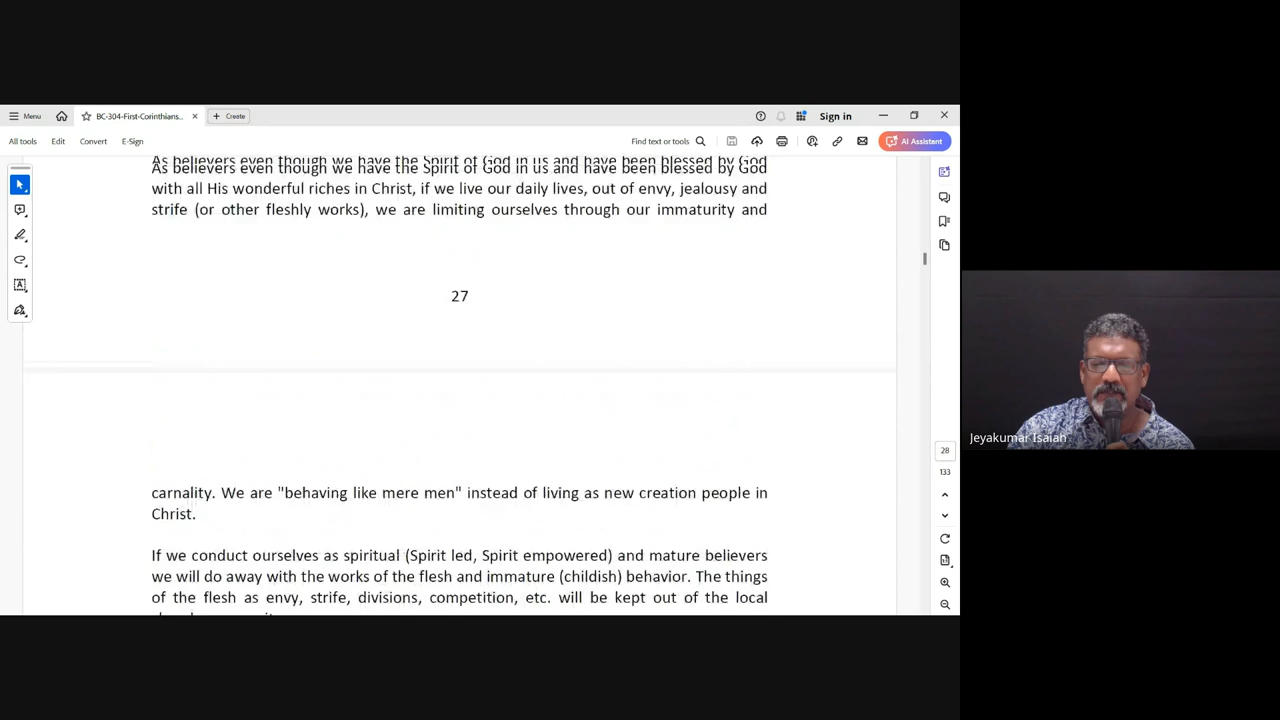 Menu
BC-304-First-Corinthians...
Create
Sign in
All tools
Edit
Convert
E-Sign
Find text or tools
AI Assistant
As believers even though we have the Spirit of God in us and have been blessed by God
with all His wonderful riches in Christ, if we live our daily lives, out of envy, jealousy and
strife (or other fleshly works), we are limiting ourselves through our immaturity and
27
carnality. We are "behaving like mere men" instead of living as new creation people in
Christ.
If we conduct ourselves as spiritual (Spirit led, Spirit empowered) and mature believers
we will do away with the works of the flesh and immature (childish) behavior. The things
of the flesh as envy, strife, divisions, competition, etc. will be kept out of the local
28
133
Jeyakumar Isaiah